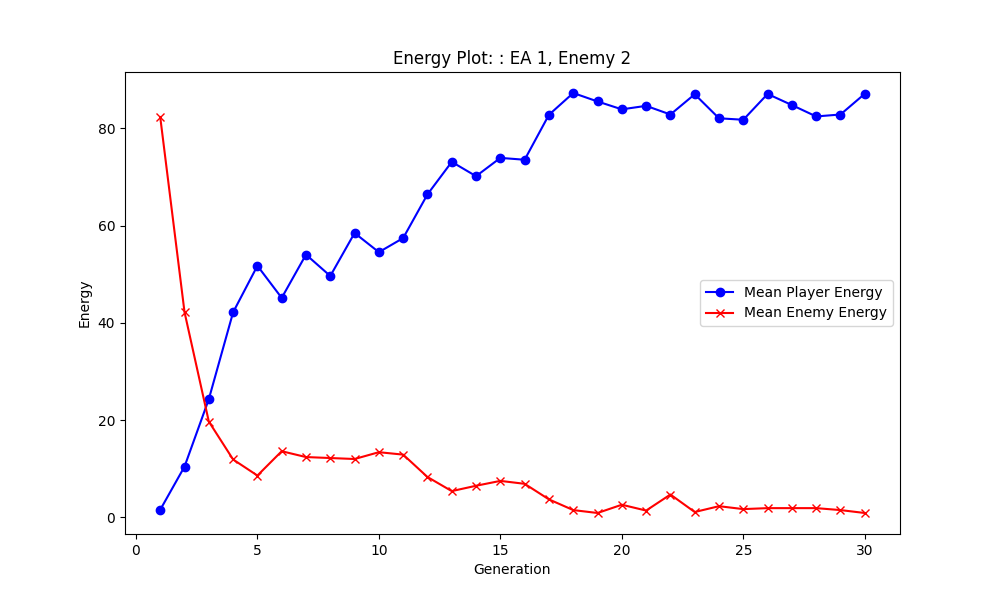 Energy Plot: : EA 1, Enemy 2
80
60
40
20
0
Energy
Mean Player Energy
Mean Enemy Energy
0 5 10 15 20 25 30
Generation